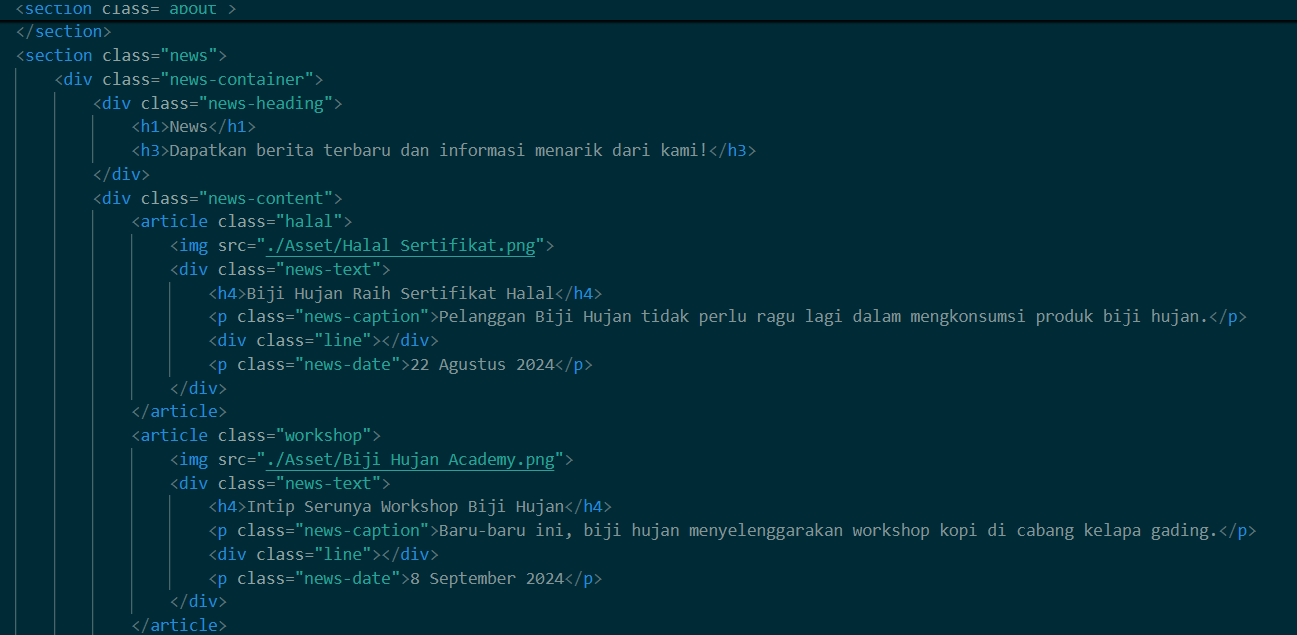 <section class="about">
</section>
<section class="news">
<div class="news-container">
<div class="news-heading">
<h1>News</h1>
<h3>Dapatkan berita terbaru dan informasi menarik dari kami!</h3>
</div>
<div class="news-content">
<article class="halal">
<img src="./Asset/Halal Sertifikat.png">
<div class="news-text">
<h4>Biji Hujan Raih Sertifikat Halal</h4>
<p class="news-caption">Pelanggan Biji Hujan tidak perlu ragu lagi dalam mengkonsumsi produk biji hujan.</p>
<div class="line"></div>
<p class="news-date">22 Agustus 2024</p>
</div>
</article>
<article class="workshop">
<img src="./Asset/Biji Hujan Academy.png">
<div class="news-text">
<h4>Intip Serunya Workshop Biji Hujan</h4>
<p class="news-caption">Baru-baru ini, biji hujan menyelenggarakan workshop kopi di cabang kelapa gading.</p>
<div class="line"></div>
<p class="news-date">8 September 2024</p>
</div>
</article>